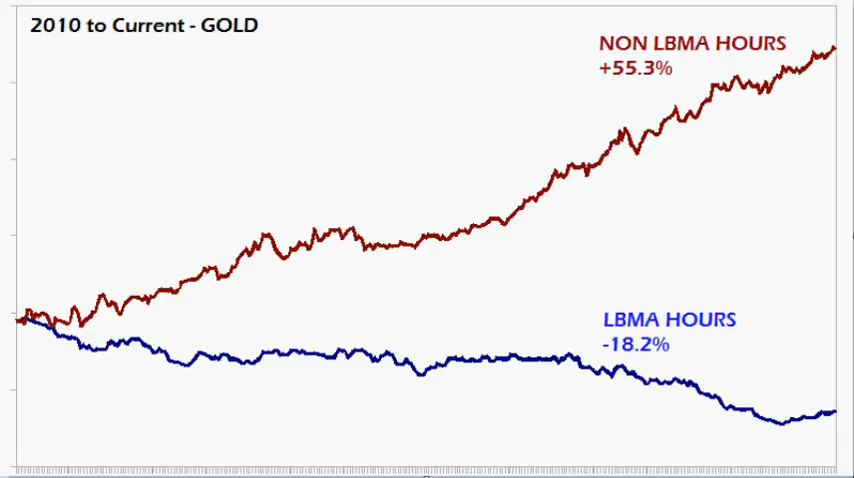 2010 to Current - GOLD
NON LBMA HOURS
+55.3%
LBMA HOURS
-18.2%